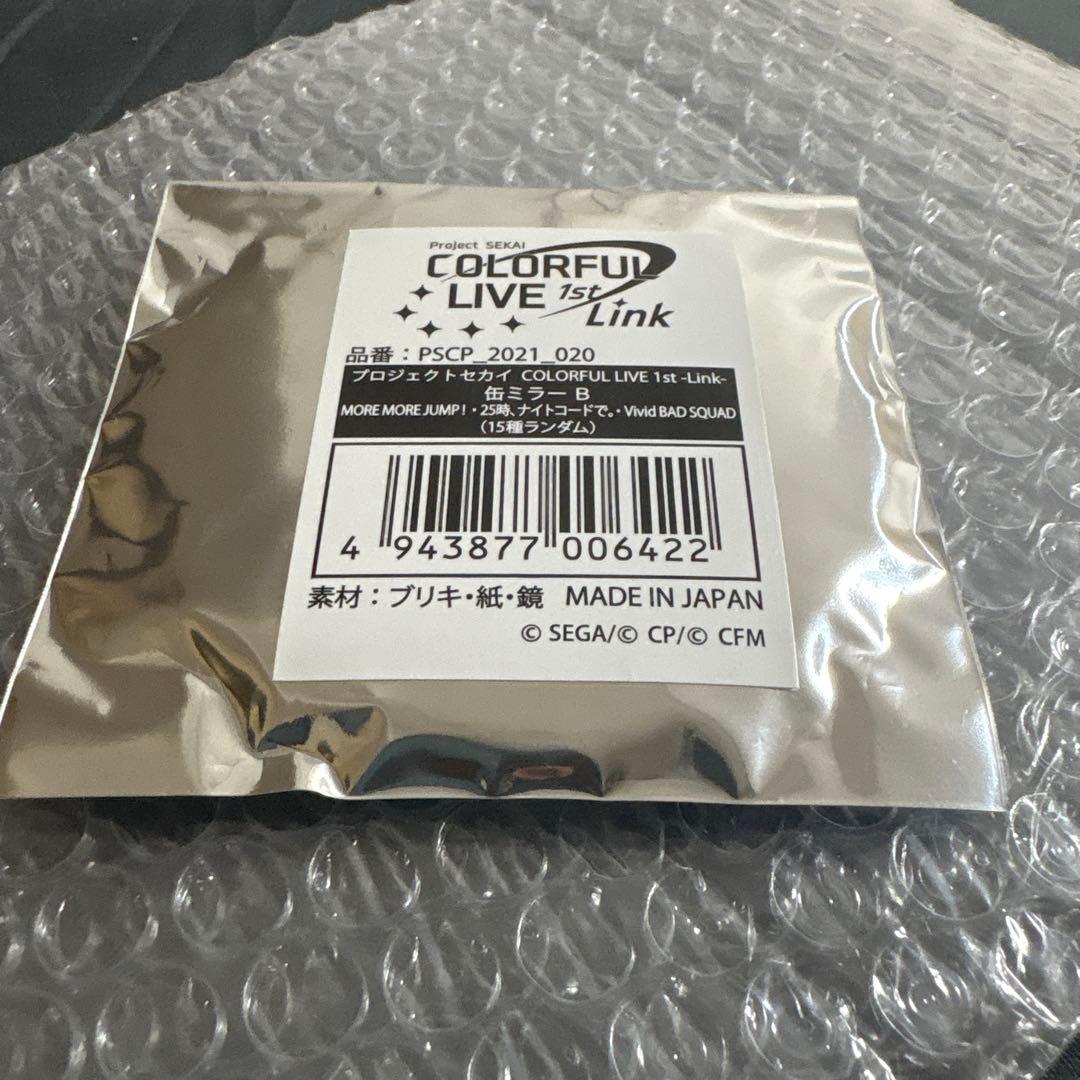 Project SEKAI
COLORFUL
LIVE 1st
Link
品番：PSCP_2021_020
プロジェクトセカイ COLORFUL LIVE 1st -Link-
缶ミラー B
MORE MORE JUMP！・25時、ナイトコードで。・Vivid BAD SQUAD
（15種ランダム）
4 943877 006422
素材：ブリキ・紙・鏡 MADE IN JAPAN
© SEGA/© CP/© CFM